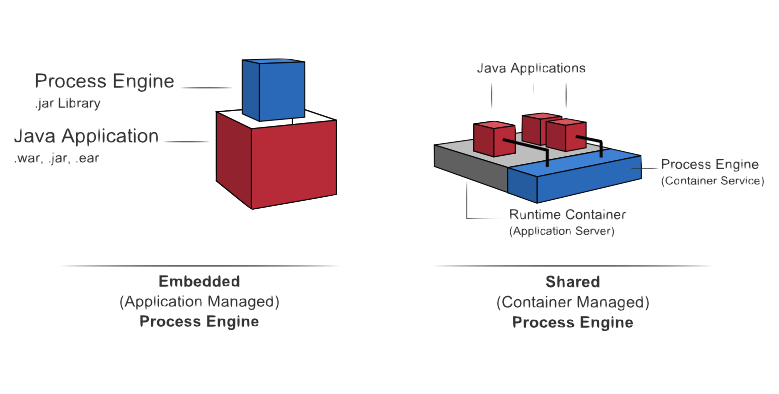 Process Engine
.jar Library
Java Application
.war, .jar, .ear
Embedded
(Application Managed)
Process Engine
Java Applications
Process Engine
(Container Service)
Runtime Container
(Application Server)
Shared
(Container Managed)
Process Engine